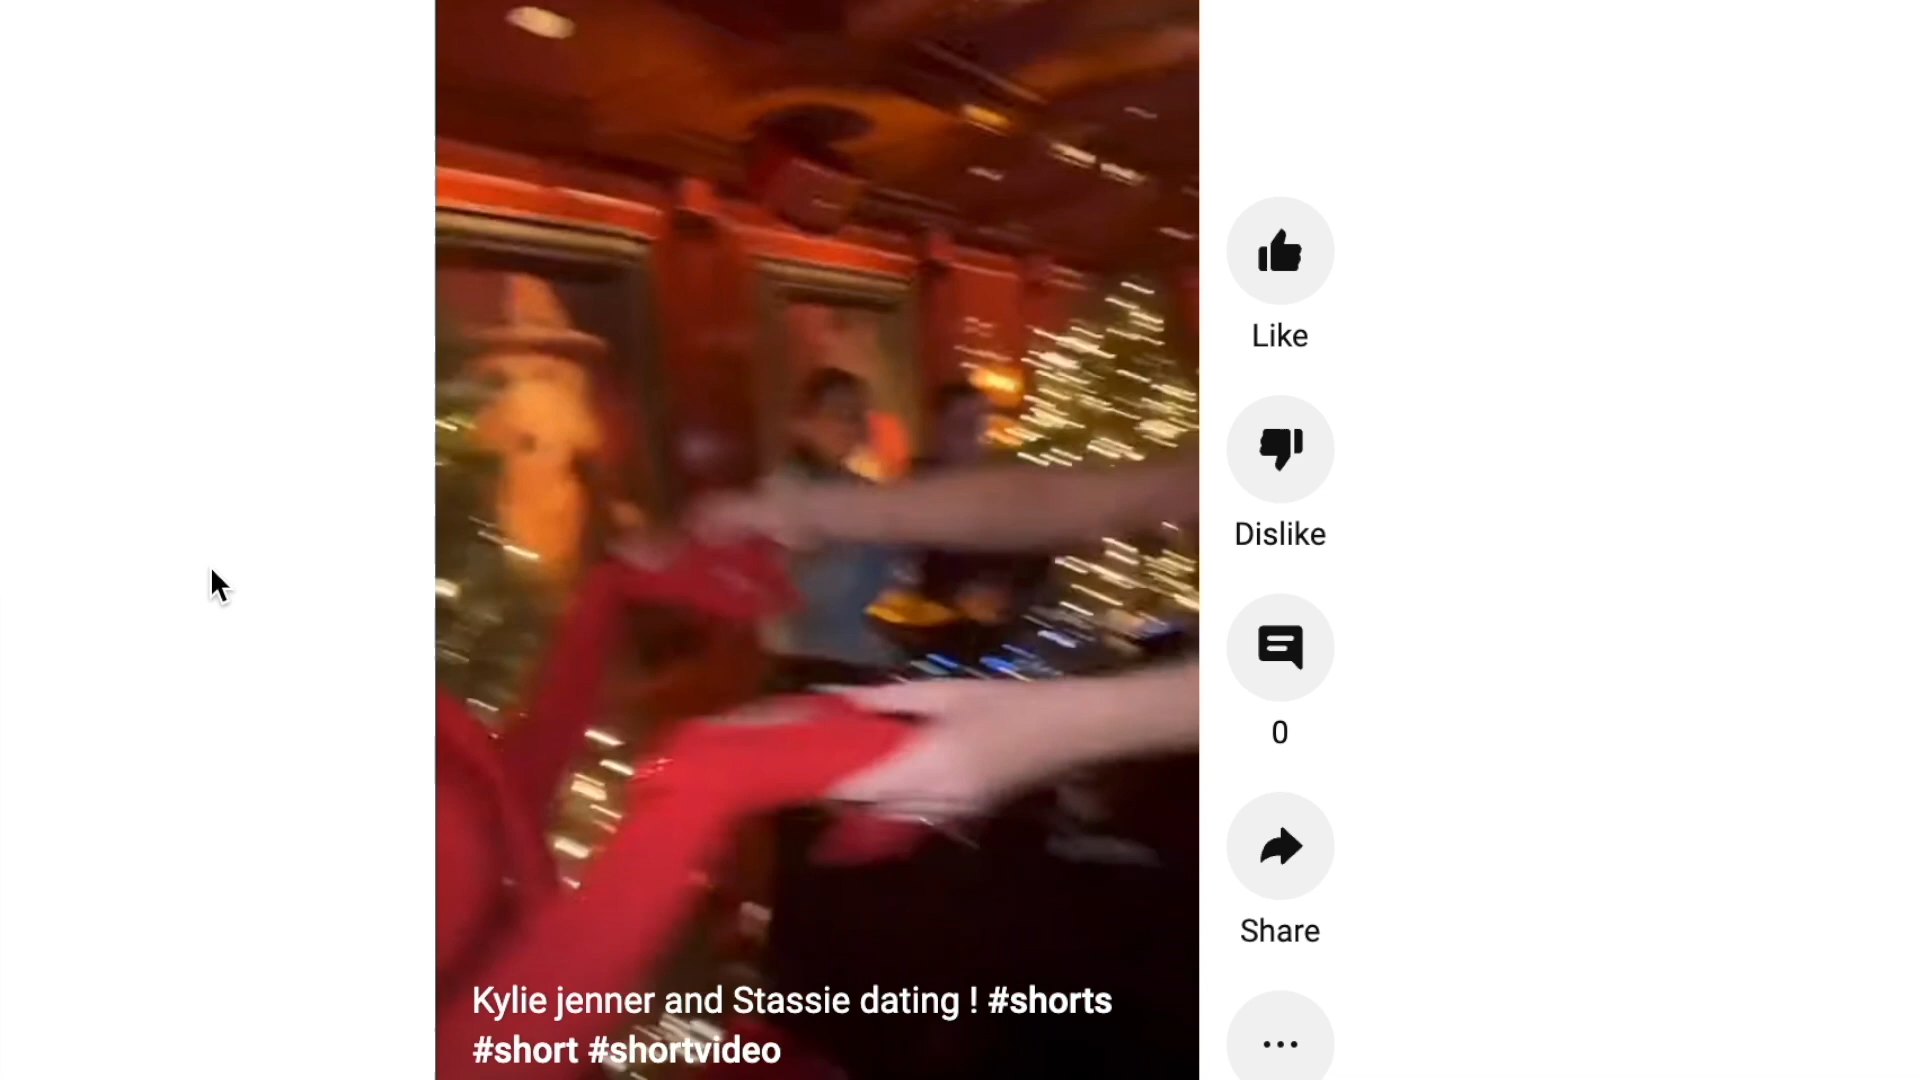 Like
Dislike
0
Share
Kylie jenner and Stassie dating ! #shorts
#short #shortvideo